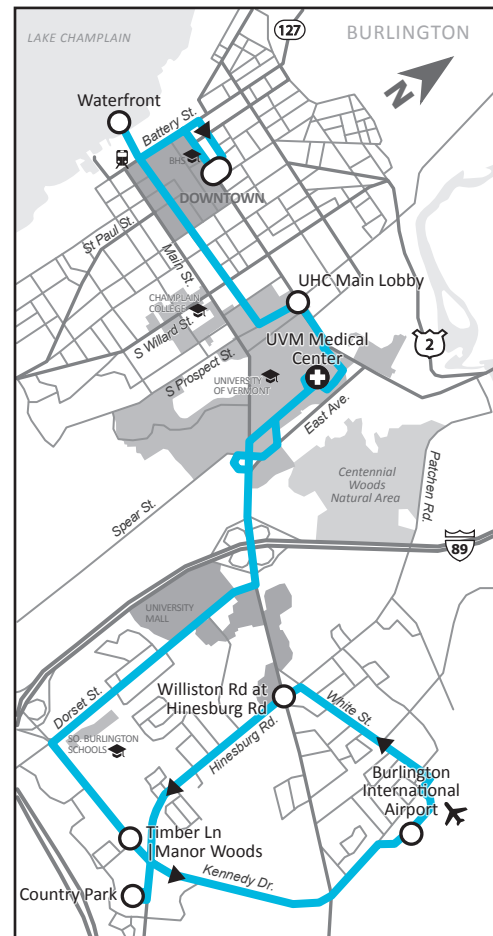 LAKE CHAMPLAIN
127
BURLINGTON
N
Waterfront
Battery St.
BHS
DOWNTOWN
St Paul St.
Main St.
UHC Main Lobby
CHAMPLAIN
COLLEGE
S Willard St.
UVM Medical
Center
2
S Prospect St.
UNIVERSITY
OF VERMONT
East Ave.
Centennial
Woods
Natural Area
Patchen Rd.
Spear St.
89
UNIVERSITY
MALL
Dorset St.
Williston Rd at
Hinesburg Rd
White St.
Hinesburg Rd.
SO. BURLINGTON
SCHOOLS
Burlington
International
Airport
Timber Ln
|Manor Woods
Kennedy Dr.
Country Park